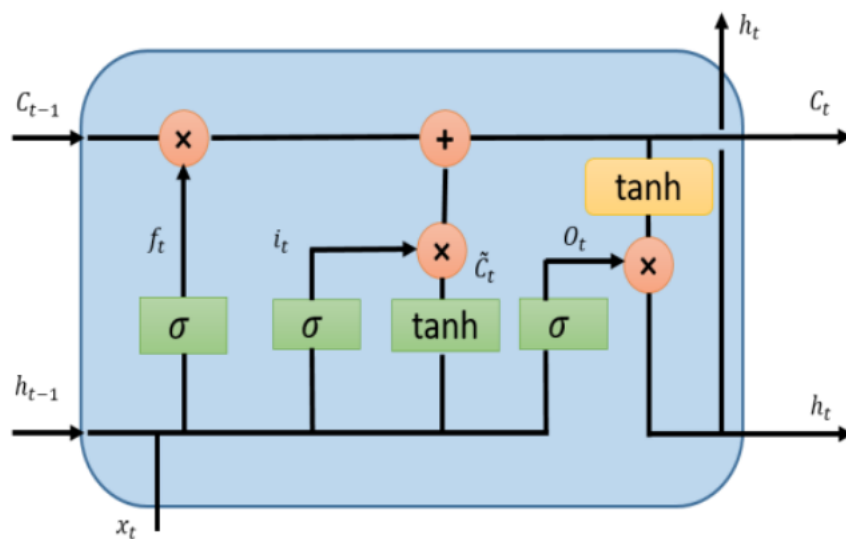 h_t
C_{t-1}
C_t
×
+
tanh
f_t
i_t
×
C̃_t
O_t
×
σ
σ
tanh
σ
h_{t-1}
h_t
x_t